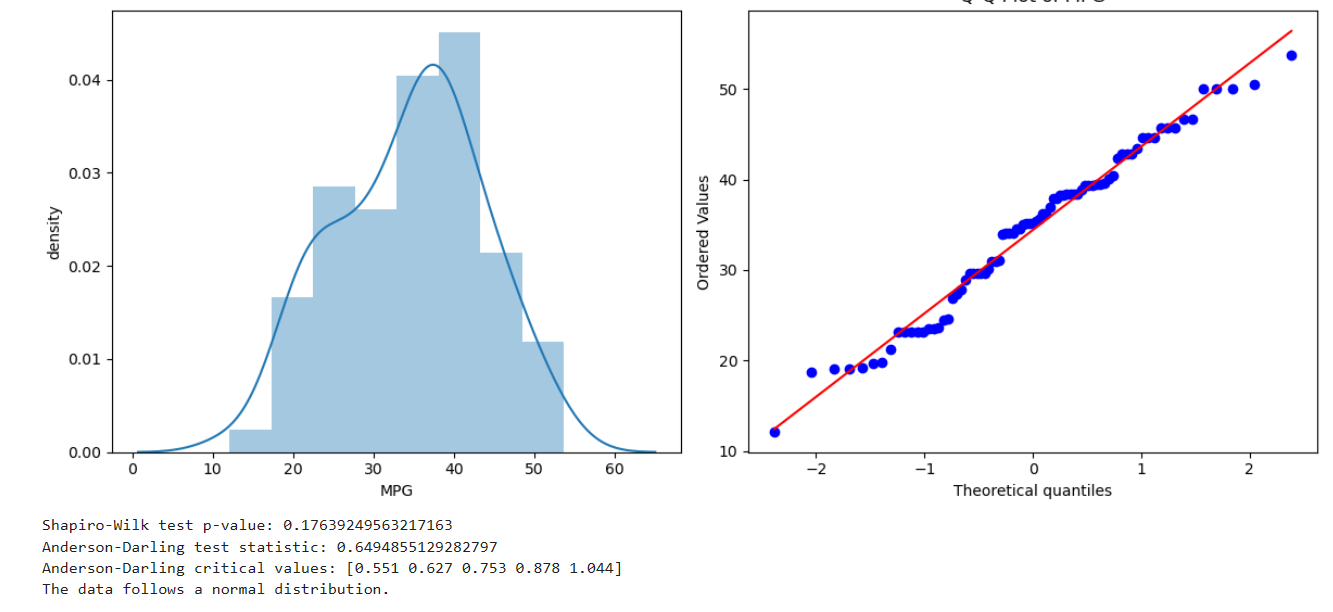 density
0.04
0.03
0.02
0.01
0.00
0 10 20 30 40 50 60
MPG
Ordered Values
50
40
30
20
10
−2 −1 0 1 2
Theoretical quantiles
Shapiro-Wilk test p-value: 0.17639249563217163
Anderson-Darling test statistic: 0.6494855129282797
Anderson-Darling critical values: [0.551 0.627 0.753 0.878 1.044]
The data follows a normal distribution.